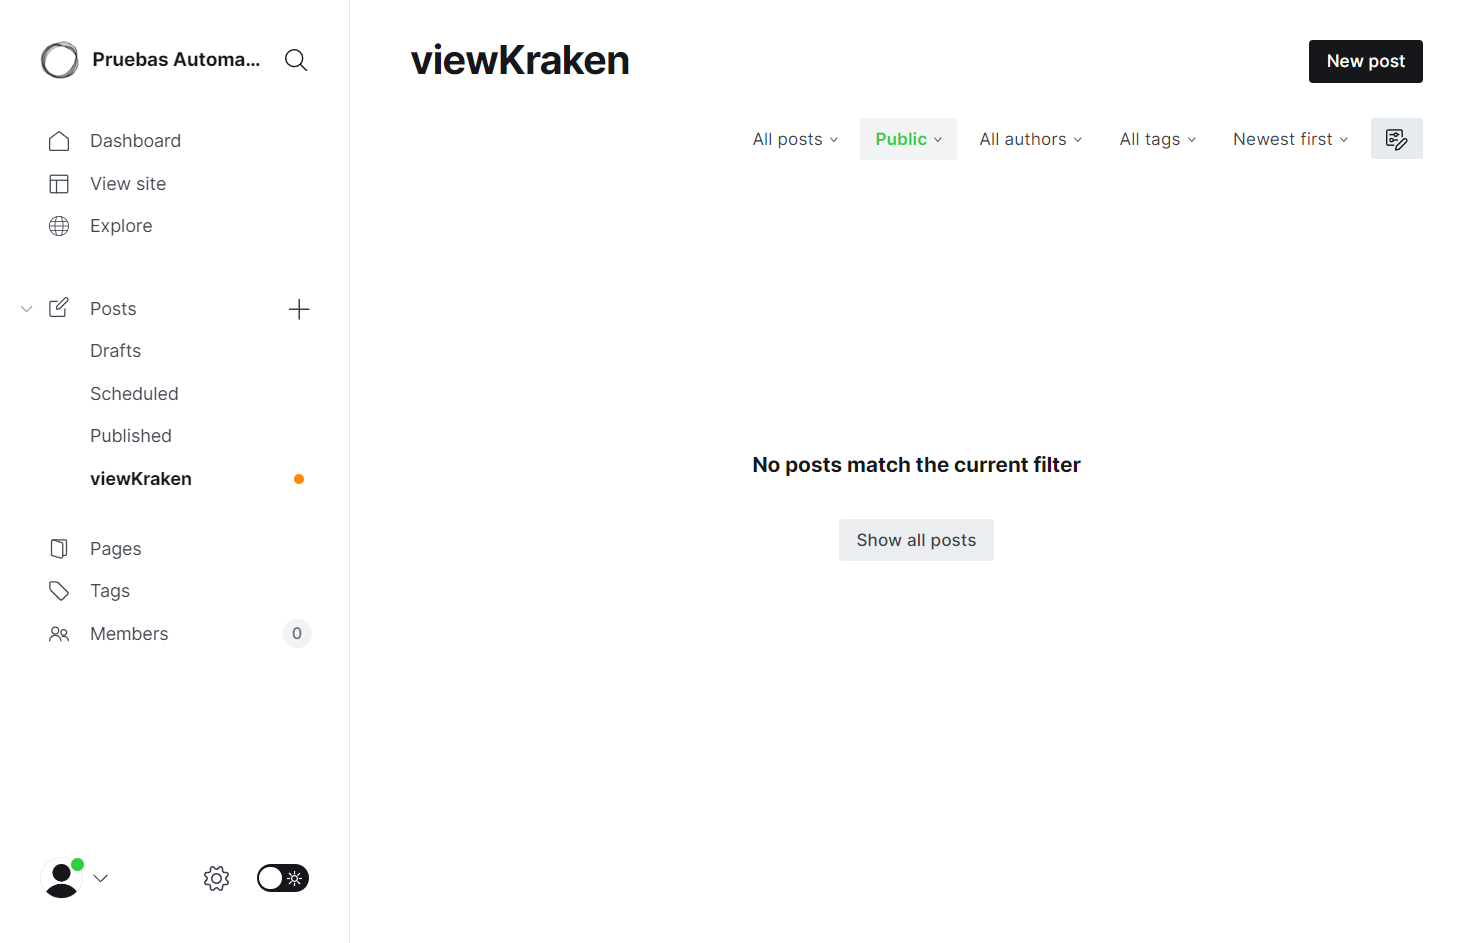 Pruebas Automa...
Dashboard
View site
Explore
Posts
Drafts
Scheduled
Published
viewKraken
Pages
Tags
Members
0
viewKraken
New post
All posts
Public
All authors
All tags
Newest first
No posts match the current filter
Show all posts